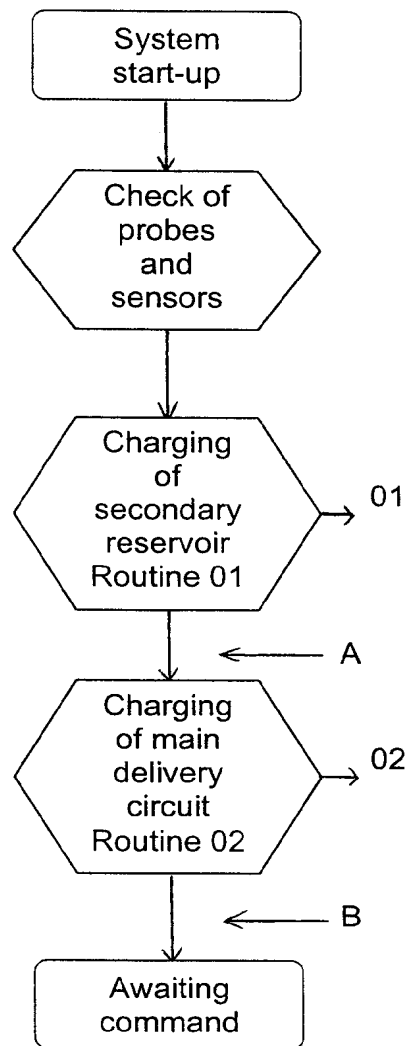 System
start-up
Check of
probes
and
sensors
Charging
of
secondary
reservoir
Routine 01
01
A
Charging
of main
delivery
circuit
Routine 02
02
B
Awaiting
command